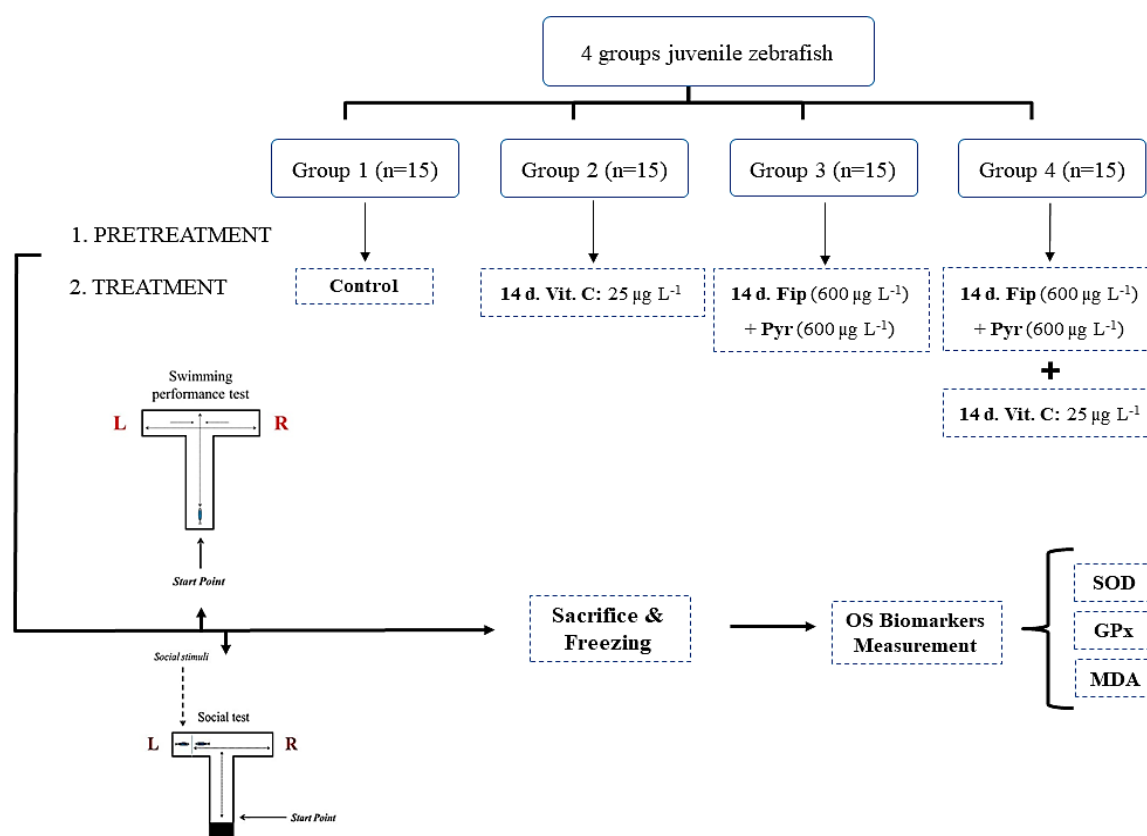 4 groups juvenile zebrafish
Group 1 (n=15)
Group 2 (n=15)
Group 3 (n=15)
Group 4 (n=15)
1. PRETREATMENT
2. TREATMENT
Control
14 d. Vit. C: 25 µg L⁻¹
14 d. Fip (600 µg L⁻¹)
+ Pyr (600 µg L⁻¹)
14 d. Fip (600 µg L⁻¹)
+ Pyr (600 µg L⁻¹)
+
14 d. Vit. C: 25 µg L⁻¹
Swimming
performance test
L
R
Start Point
Social stimuli
Social test
L
R
Start Point
Sacrifice &
Freezing
OS Biomarkers
Measurement
SOD
GPx
MDA